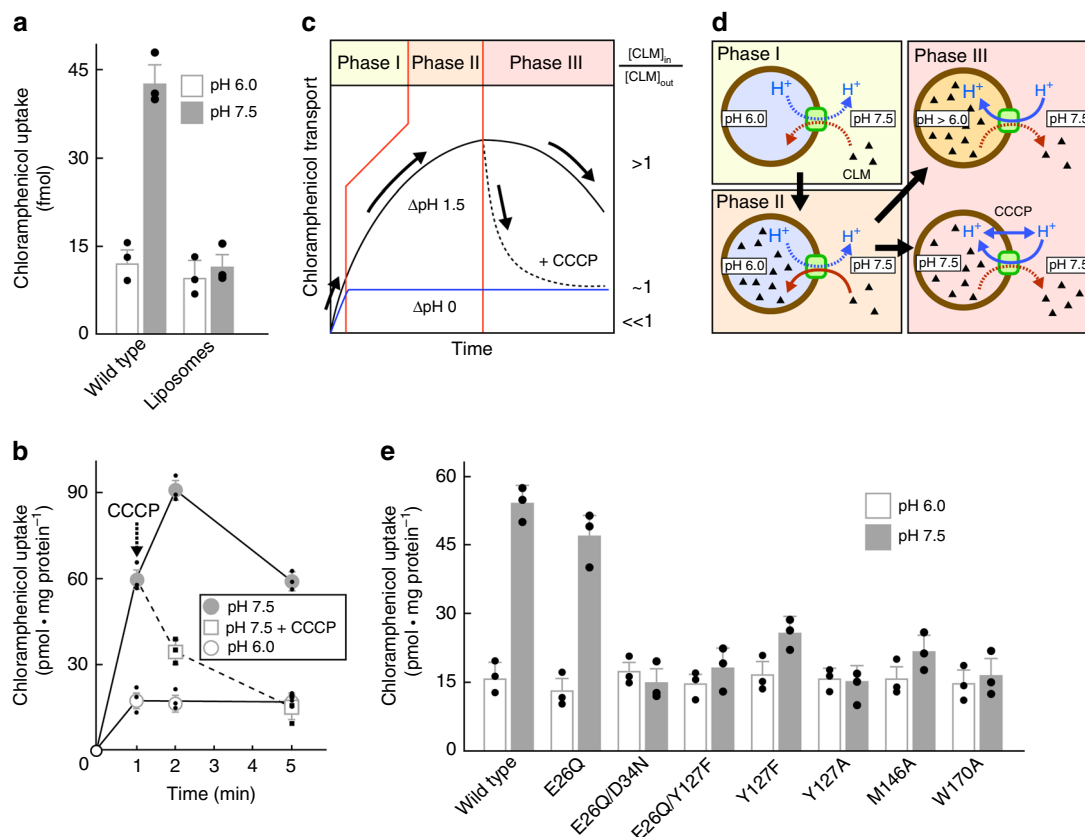 a
Chloramphenicol uptake
(fmol)
45
30
15
0
pH 6.0
pH 7.5
Wild type
Liposomes
b
Chloramphenicol uptake
(pmol • mg protein−1)
90
60
30
0
CCCP
pH 7.5
pH 7.5 + CCCP
pH 6.0
1 2 3 4 5
Time (min)
c
Phase I
Phase II
Phase III
[CLM]in
[CLM]out
Chloramphenicol transport
ΔpH 1.5
+ CCCP
ΔpH 0
>1
~1
<<1
Time
d
Phase I
H+ H+
pH 6.0
pH 7.5
CLM
Phase II
H+ H+
pH 6.0
pH 7.5
Phase III
H+ H+
pH > 6.0
pH 7.5
CCCP
H+ H+
pH 7.5
pH 7.5
e
Chloramphenicol uptake
(pmol • mg protein−1)
60
45
30
15
0
pH 6.0
pH 7.5
Wild type
E26Q
E26Q/D34N
E26Q/Y127F
Y127F
Y127A
M146A
W170A